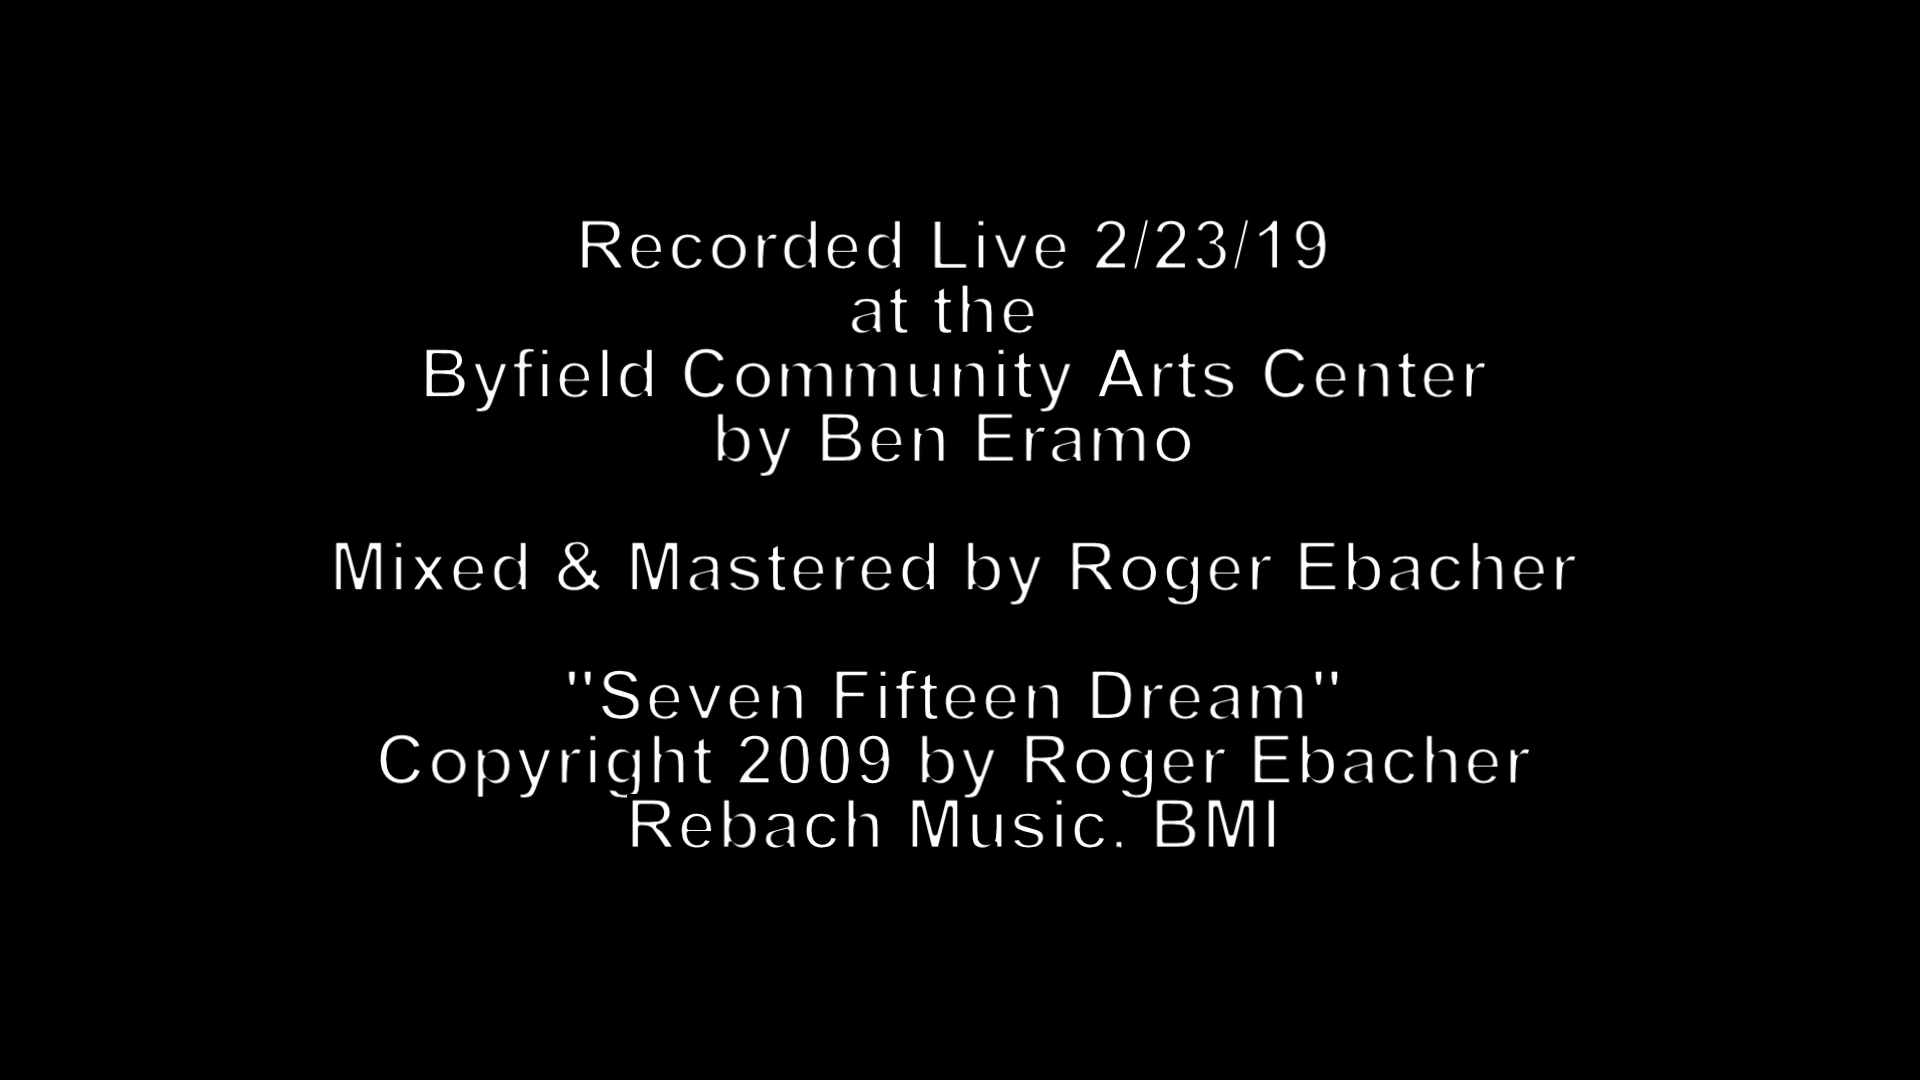 Recorded Live 2/23/19
at the
Byfield Community Arts Center
by Ben Eramo
Mixed & Mastered by Roger Ebacher
"Seven Fifteen Dream"
Copyright 2009 by Roger Ebacher
Rebach Music. BMI